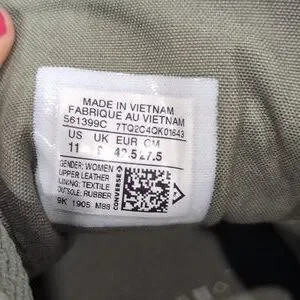 MADE IN VIETNAM
FABRIQUE AU VIETNAM
561399C 7TQ2C4QK01643
US UK EUR CM
11 9 42.5 27.5
GENDER: WOMEN
UPPER: LEATHER
LINING: TEXTILE
OUTSOLE: RUBBER
CONVERSE
9K 1905 M88